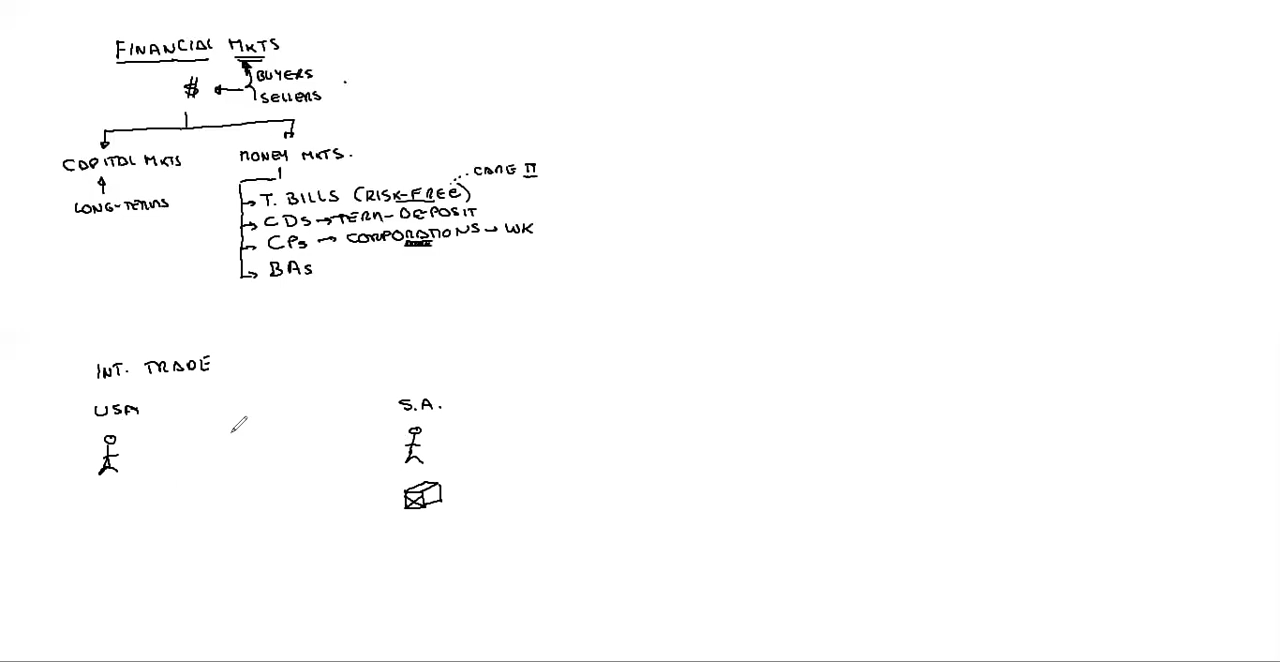 FINANCIAL MKTS
BUYERS
$
SELLERS
CAPITAL MKTS
MONEY MKTS.
... CARE II
LONG-TERMS
T. BILLS (RISK-FREE)
CDS → TERM-DEPOSIT
CPs → CORPORATIONS → WK
BAs
INT. TRADE
USA
S.A.